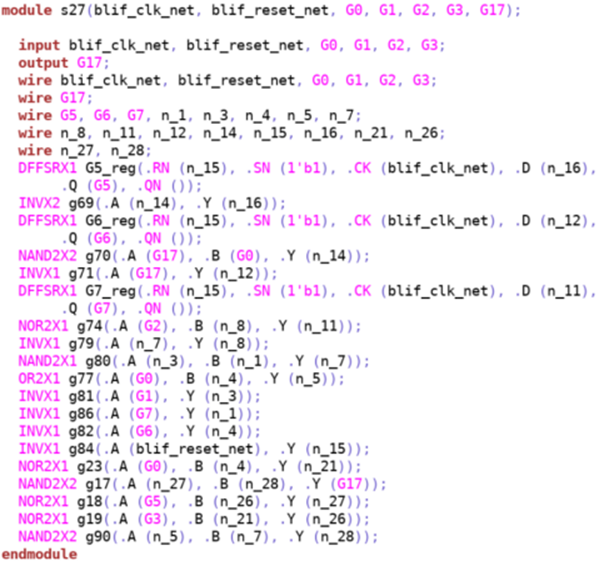 module s27(blif_clk_net, blif_reset_net, G0, G1, G2, G3, G17);
input blif_clk_net, blif_reset_net, G0, G1, G2, G3;
output G17;
wire blif_clk_net, blif_reset_net, G0, G1, G2, G3;
wire G17;
wire G5, G6, G7, n_1, n_3, n_4, n_5, n_7;
wire n_8, n_11, n_12, n_14, n_15, n_16, n_21, n_26;
wire n_27, n_28;
DFFSRX1 G5_reg(.RN (n_15), .SN (1'b1), .CK (blif_clk_net), .D (n_16),
.Q (G5), .QN ());
INVX2 g69(.A (n_14), .Y (n_16));
DFFSRX1 G6_reg(.RN (n_15), .SN (1'b1), .CK (blif_clk_net), .D (n_12),
.Q (G6), .QN ());
NAND2X2 g70(.A (G17), .B (G0), .Y (n_14));
INVX1 g71(.A (G17), .Y (n_12));
DFFSRX1 G7_reg(.RN (n_15), .SN (1'b1), .CK (blif_clk_net), .D (n_11),
.Q (G7), .QN ());
NOR2X1 g74(.A (G2), .B (n_8), .Y (n_11));
INVX1 g79(.A (n_7), .Y (n_8));
NAND2X1 g80(.A (n_3), .B (n_1), .Y (n_7));
OR2X1 g77(.A (G0), .B (n_4), .Y (n_5));
INVX1 g81(.A (G1), .Y (n_3));
INVX1 g86(.A (G7), .Y (n_1));
INVX1 g82(.A (G6), .Y (n_4));
INVX1 g84(.A (blif_reset_net), .Y (n_15));
NOR2X1 g23(.A (G0), .B (n_4), .Y (n_21));
NAND2X2 g17(.A (n_27), .B (n_28), .Y (G17));
NOR2X1 g18(.A (G5), .B (n_26), .Y (n_27));
NOR2X1 g19(.A (G3), .B (n_21), .Y (n_26));
NAND2X2 g90(.A (n_5), .B (n_7), .Y (n_28));
endmodule